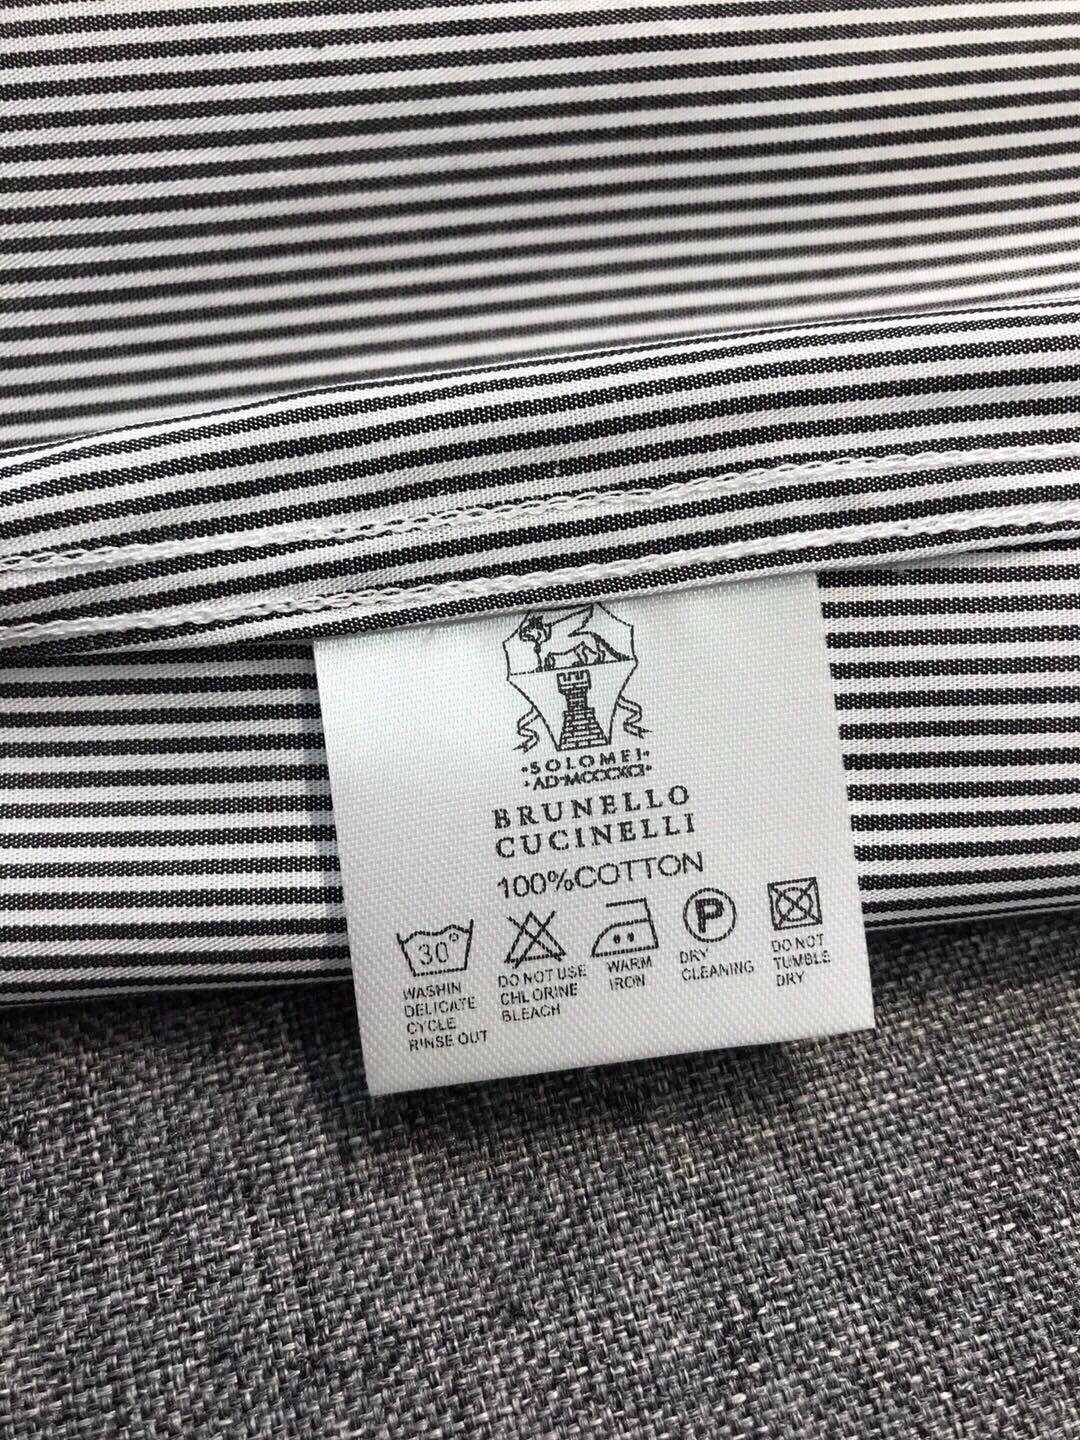 ·SOLOMEI·
·AD·MCCCXCI·
BRUNELLO
CUCINELLI
100%COTTON
30°
WASHIN
DELICATE
CYCLE
RINSE OUT
DO NOT USE
CHLORINE
BLEACH
WARM
IRON
P
DRY
CLEANING
DO NOT
TUMBLE
DRY